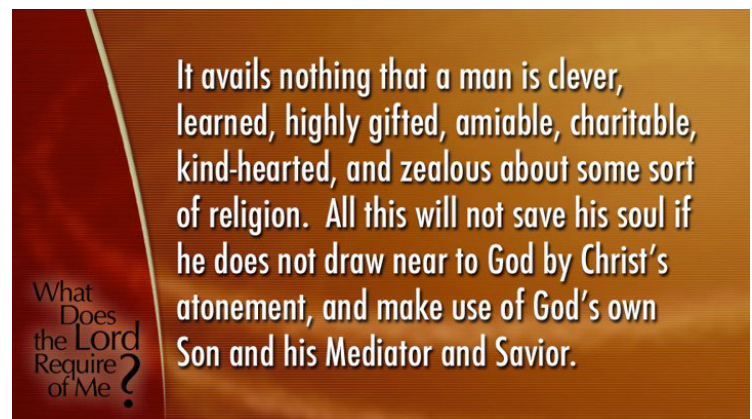 It avails nothing that a man is clever,
learned, highly gifted, amiable, charitable,
kind-hearted, and zealous about some sort
of religion.  All this will not save his soul if
he does not draw near to God by Christ's
atonement, and make use of God's own
Son and his Mediator and Savior.
What
Does
the Lord
Require
of Me ?